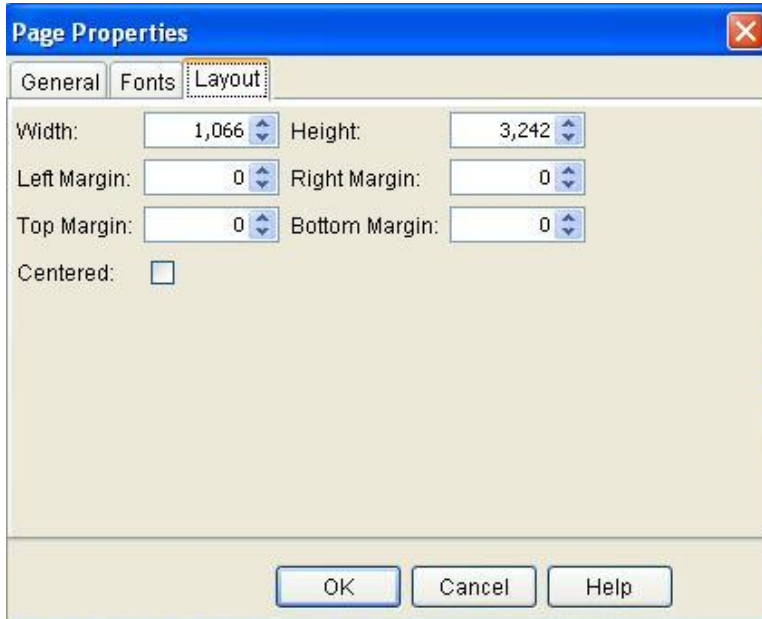 Page Properties
General Fonts Layout
Width: 1,066 Height: 3,242
Left Margin: 0 Right Margin: 0
Top Margin: 0 Bottom Margin: 0
Centered:
OK Cancel Help